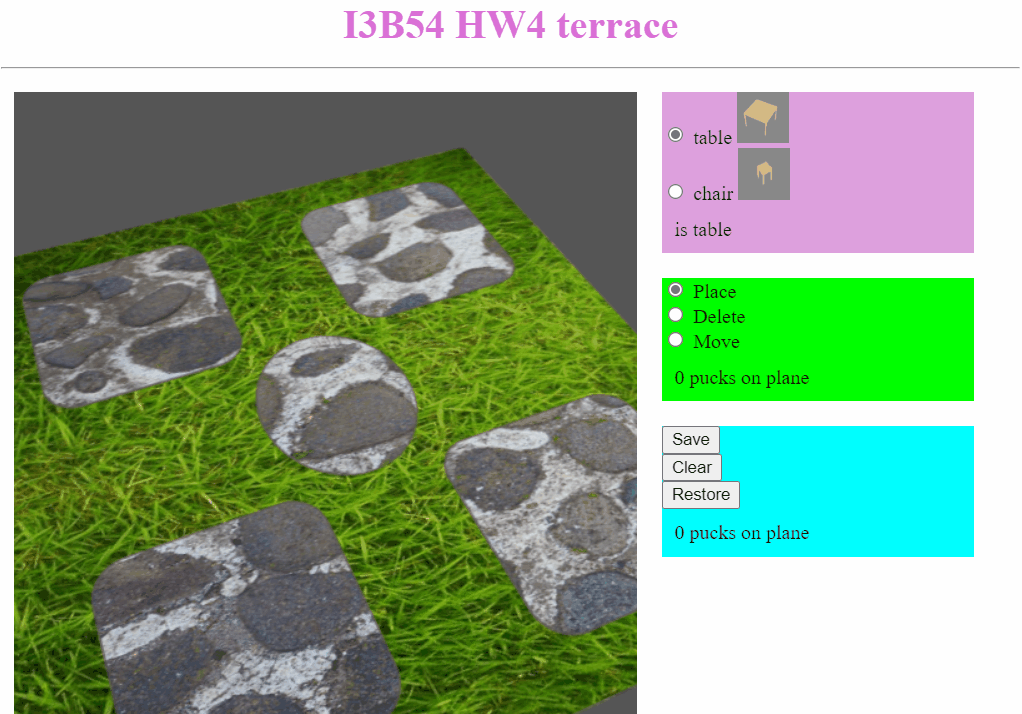 I3B54 HW4 terrace
table
chair
is table
Place
Delete
Move
0 pucks on plane
Save
Clear
Restore
0 pucks on plane